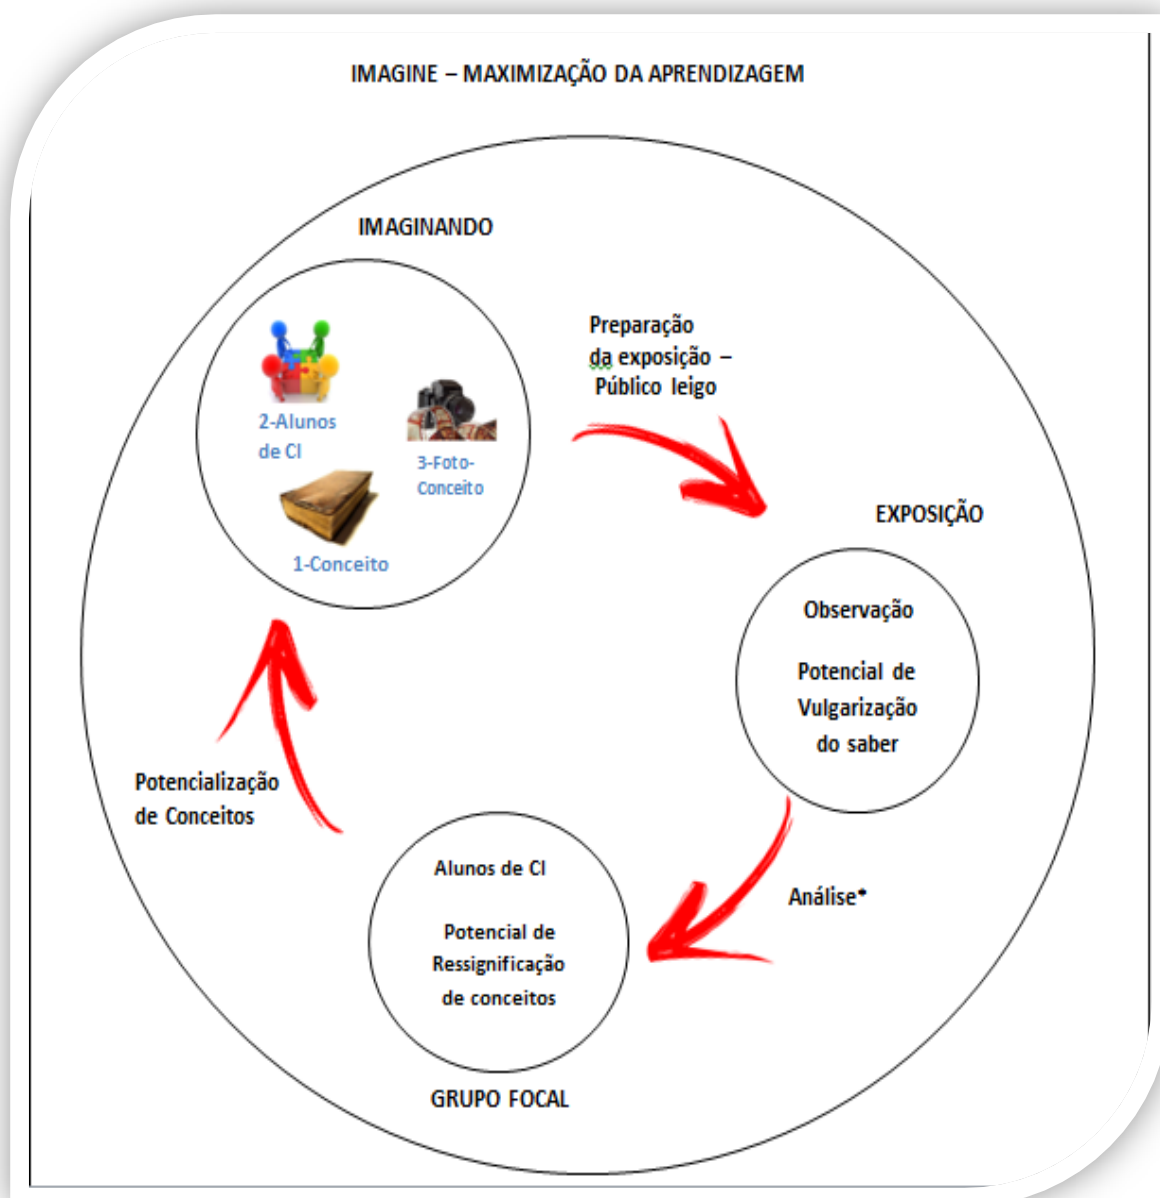 IMAGINE – MAXIMIZAÇÃO DA APRENDIZAGEM
IMAGINANDO
2-Alunos
de CI
3-Foto-
Conceito
1-Conceito
Preparação
da exposição –
Público leigo
EXPOSIÇÃO
Observação
Potencial de
Vulgarização
do saber
Análise*
Alunos de CI
Potencial de
Ressignificação
de conceitos
GRUPO FOCAL
Potencialização
de Conceitos